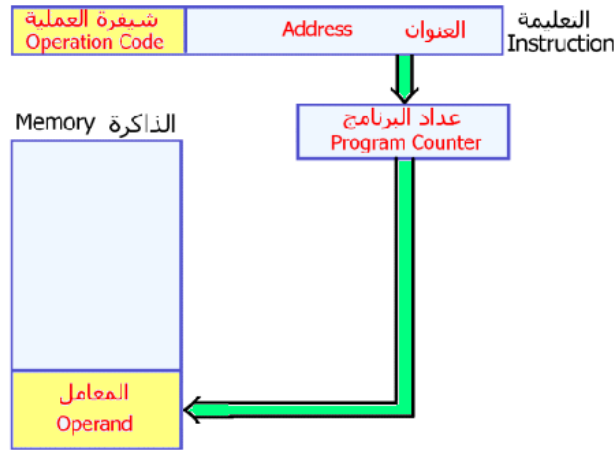 شيفرة العملية
Operation Code
العنوان
Address
التعليمة
Instruction
عداد البرنامج
Program Counter
الذاكرة Memory
المعامل
Operand